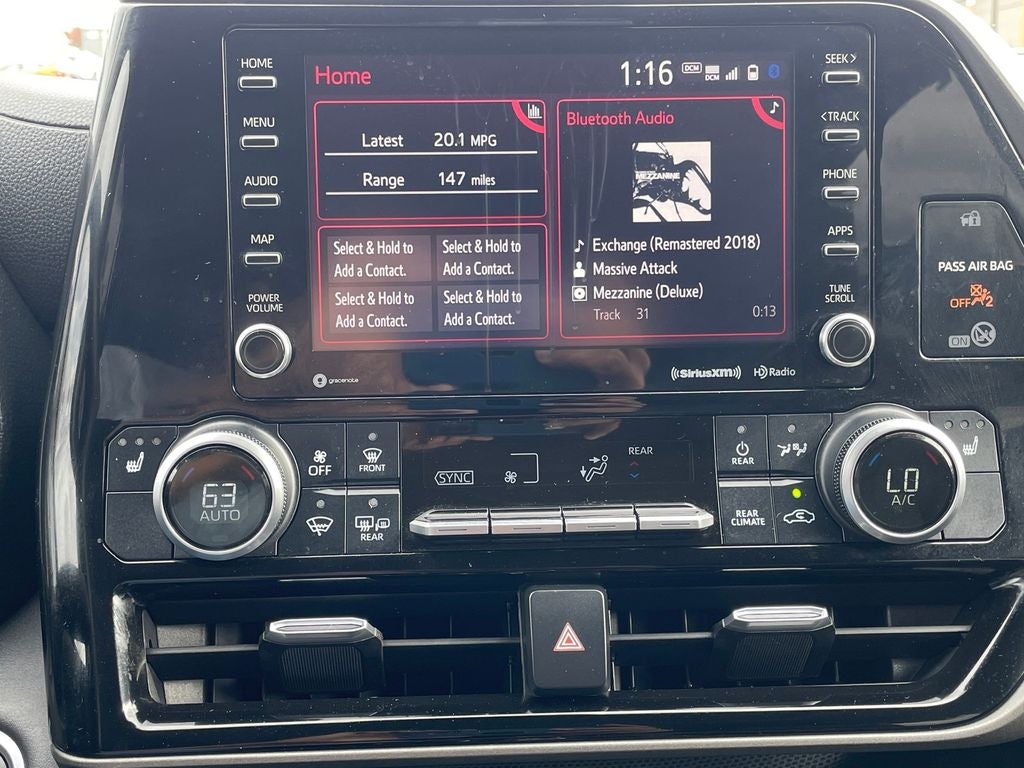 HOME
MENU
AUDIO
MAP
POWER
VOLUME
Home
1:16
DCM
DCM
Latest 20.1 MPG
Range 147 miles
Select & Hold to
Add a Contact.
Select & Hold to
Add a Contact.
Select & Hold to
Add a Contact.
Select & Hold to
Add a Contact.
Bluetooth Audio
MEZZANINE
Exchange (Remastered 2018)
Massive Attack
Mezzanine (Deluxe)
Track 31 0:13
gracenote
((SiriusXM))
HD Radio
SEEK>
<TRACK
PHONE
APPS
TUNE
SCROLL
PASS AIR BAG
OFF 2
ON
63
AUTO
OFF
FRONT
REAR
SYNC
REAR
REAR
REAR
CLIMATE
LO
A/C